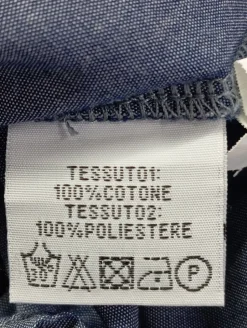 TESSUTO1:
100%COTONE
TESSUTO2:
100%POLIESTERE
30° P